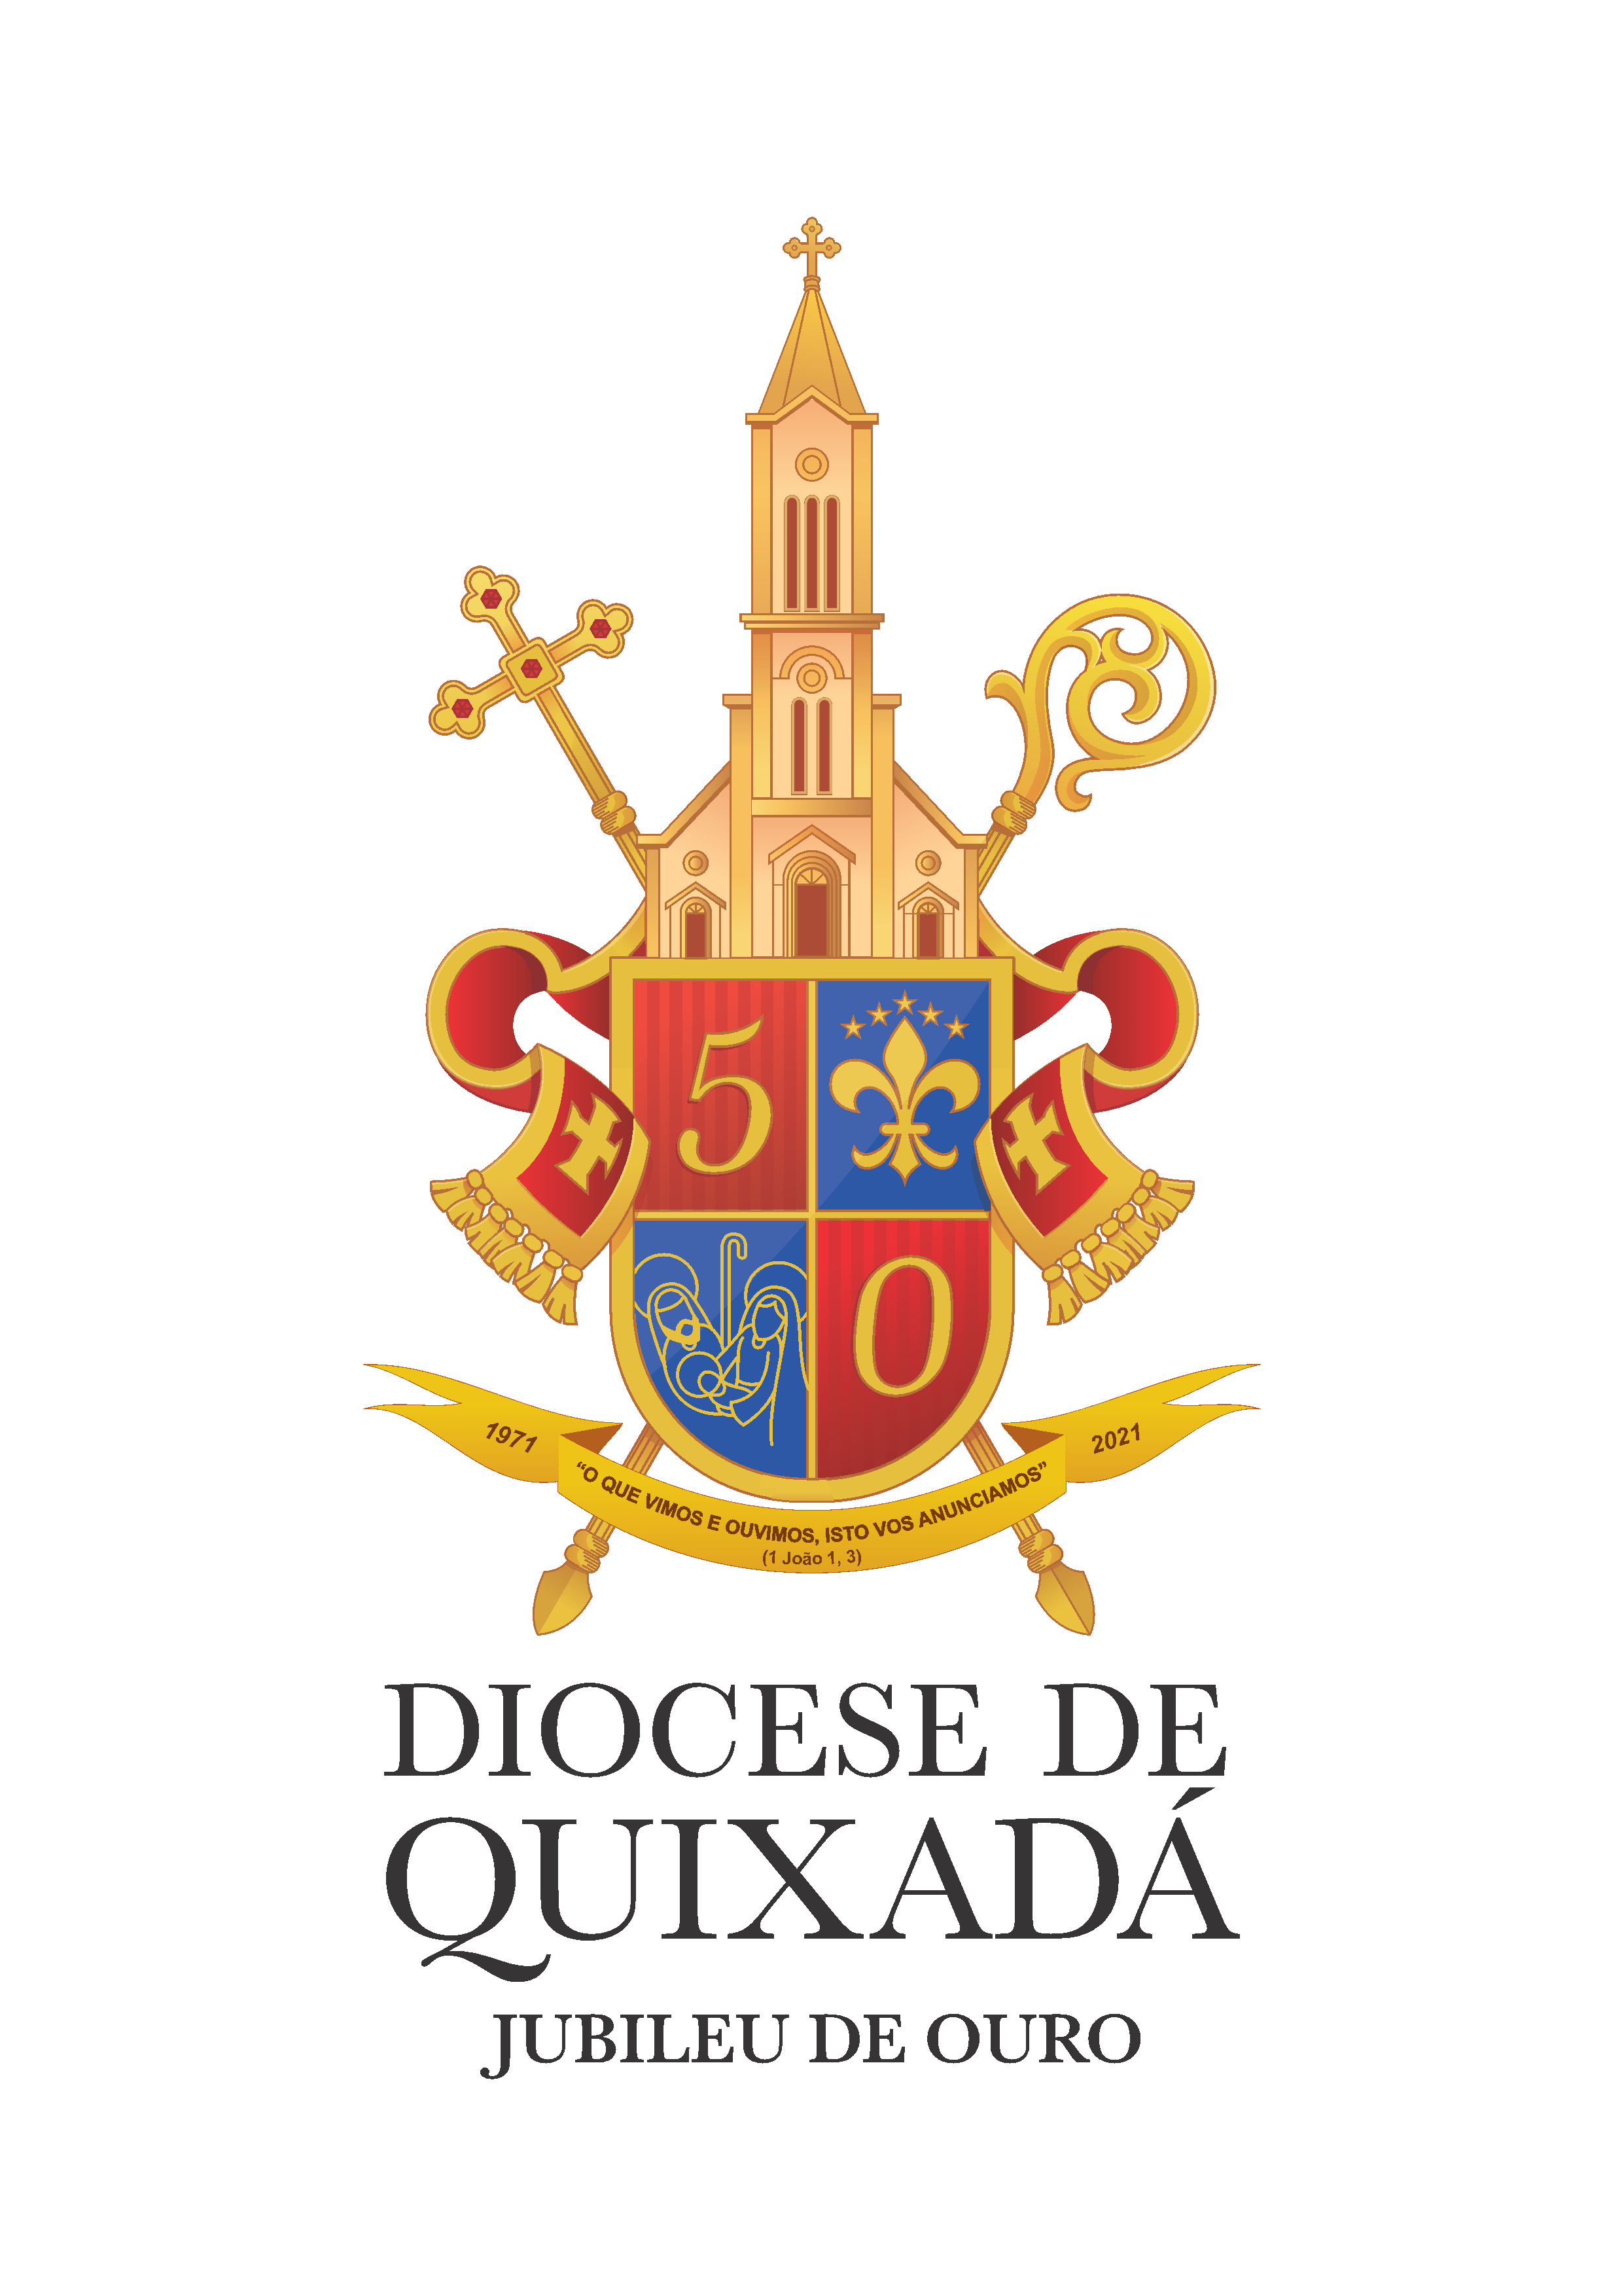 5
0
1971
2021
“O QUE VIMOS E OUVIMOS, ISTO VOS ANUNCIAMOS”
(1 João 1, 3)
DIOCESE DE
QUIXADÁ
JUBILEU DE OURO